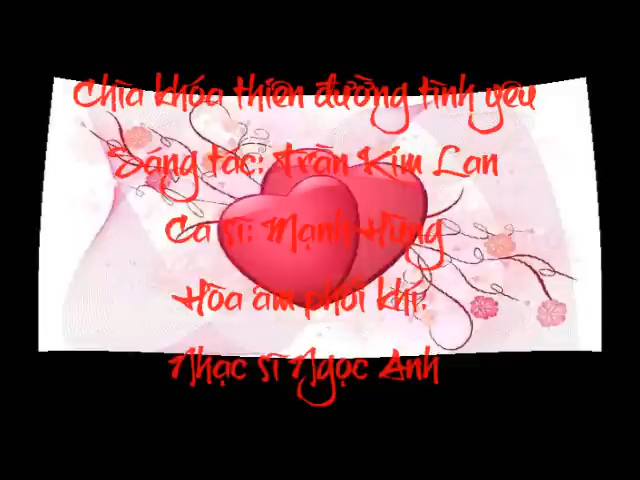 Chìa khóa thiên đường tình yêu
Sáng tác: Trần Kim Lan
Ca sĩ: Mạnh Hùng
Hòa âm phối khí:
Nhạc sĩ Ngọc Anh